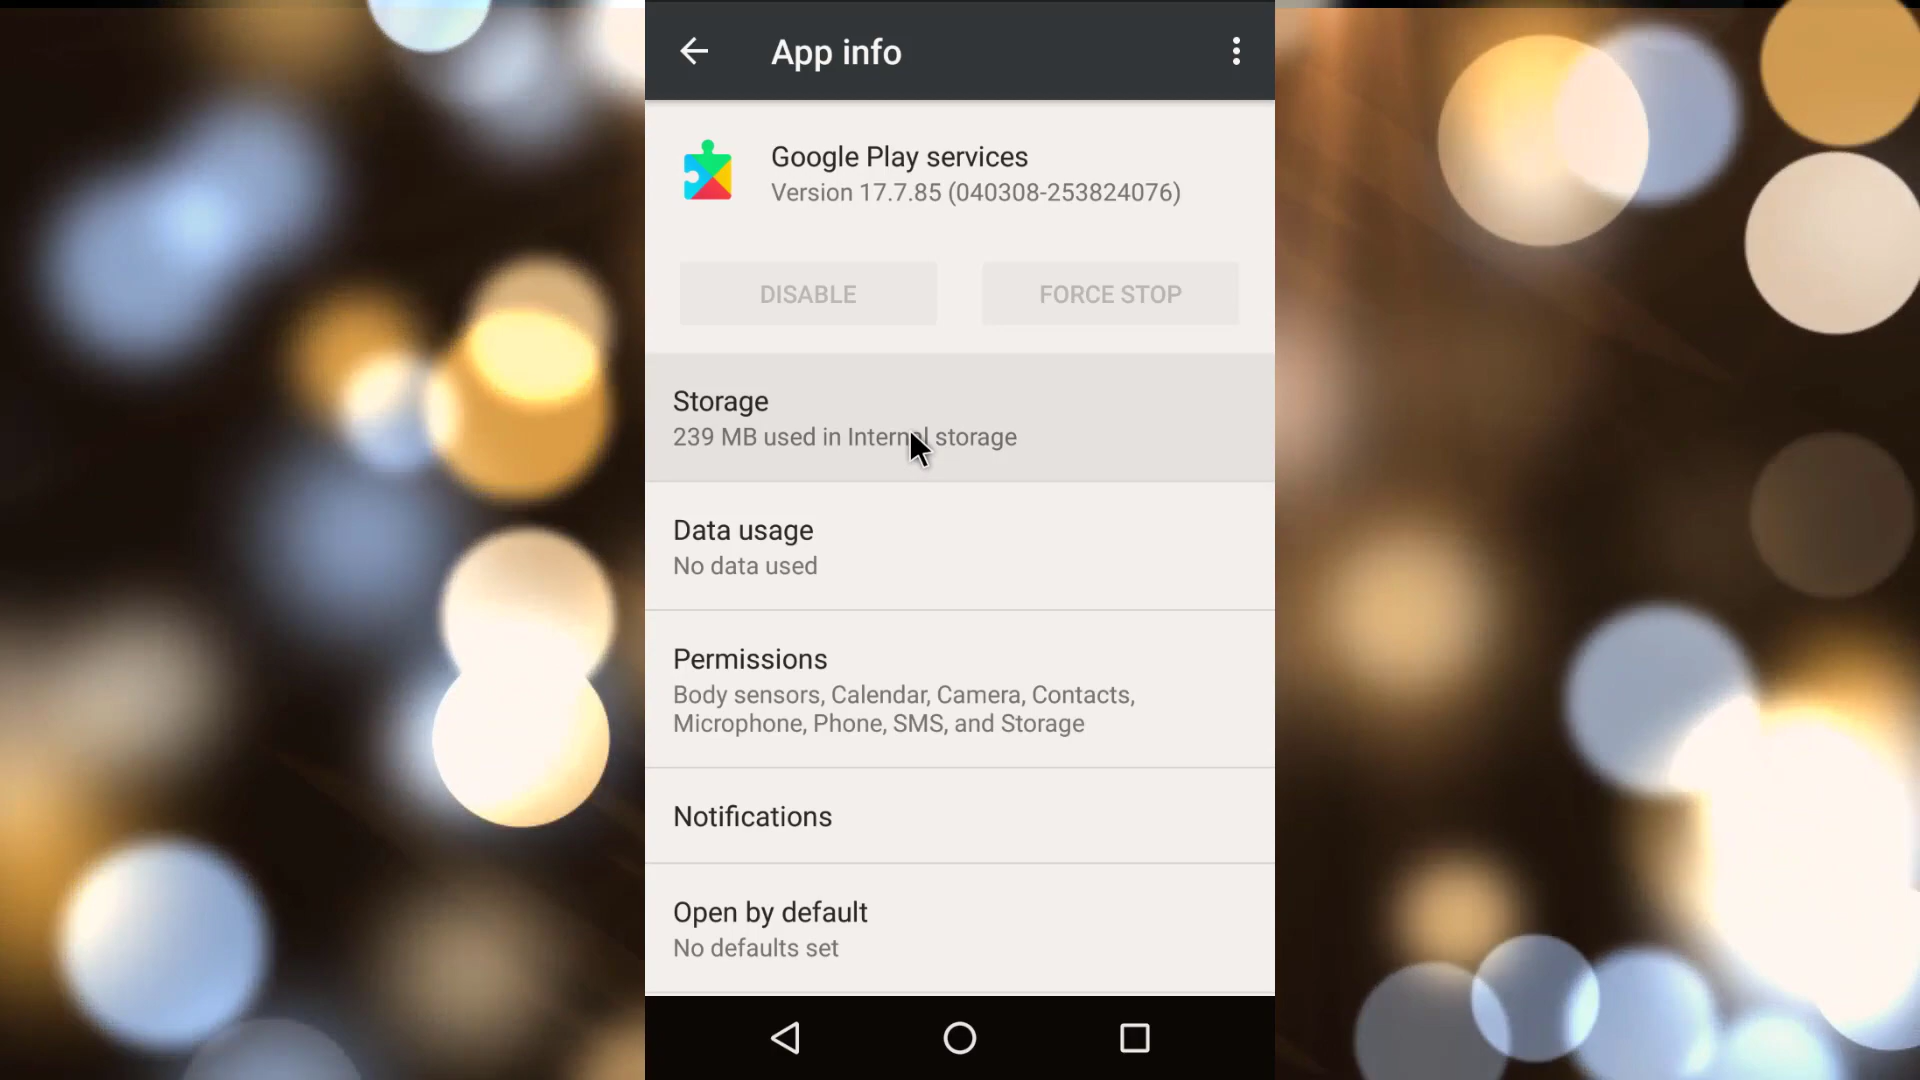 App info
Google Play services
Version 17.7.85 (040308-253824076)
DISABLE
FORCE STOP
Storage
239 MB used in Internal storage
Data usage
No data used
Permissions
Body sensors, Calendar, Camera, Contacts,
Microphone, Phone, SMS, and Storage
Notifications
Open by default
No defaults set